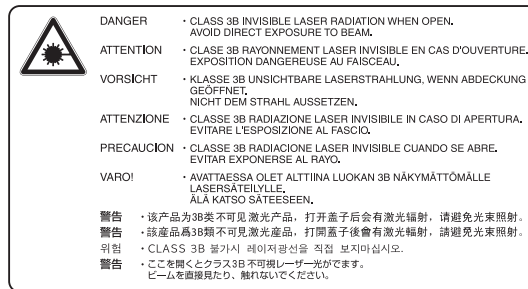 DANGER ・CLASS 3B INVISIBLE LASER RADIATION WHEN OPEN.
AVOID DIRECT EXPOSURE TO BEAM.
ATTENTION ・CLASE 3B RAYONNEMENT LASER INVISIBLE EN CAS D'OUVERTURE.
EXPOSITION DANGEREUSE AU FAISCEAU.
VORSICHT ・KLASSE 3B UNSICHTBARE LASERSTRAHLUNG, WENN ABDECKUNG
GEÖFFNET.
NICHT DEM STRAHL AUSSETZEN.
ATTENZIONE ・CLASSE 3B RADIAZIONE LASER INVISIBILE IN CASO DI APERTURA.
EVITARE L'ESPOSIZIONE AL FASCIO.
PRECAUCION ・CLASSE 3B RADIACIONE LASER INVISIBLE CUANDO SE ABRE.
EVITAR EXPONERSE AL RAYO.
VARO! ・AVATTAESSA OLET ALTTIINA LUOKAN 3B NÄKYMÄTTÖMÄLLE
LASERSÄTEILYLLE.
ÄLÄ KATSO SÄTEESEEN.
警告 ・该产品为3B类不可见激光产品，打开盖子后会有激光辐射，请避免光束照射。
警告 ・該産品爲3B類不可見激光産品，打開蓋子後會有激光輻射，請避免光束照射。
위험 ・CLASS 3B 불가시 레이저광선을 직접 보지마십시오.
警告 ・ここを開くとクラス3B 不可視レーザー光がでます。
ビームを直接見たり、触れないでください。